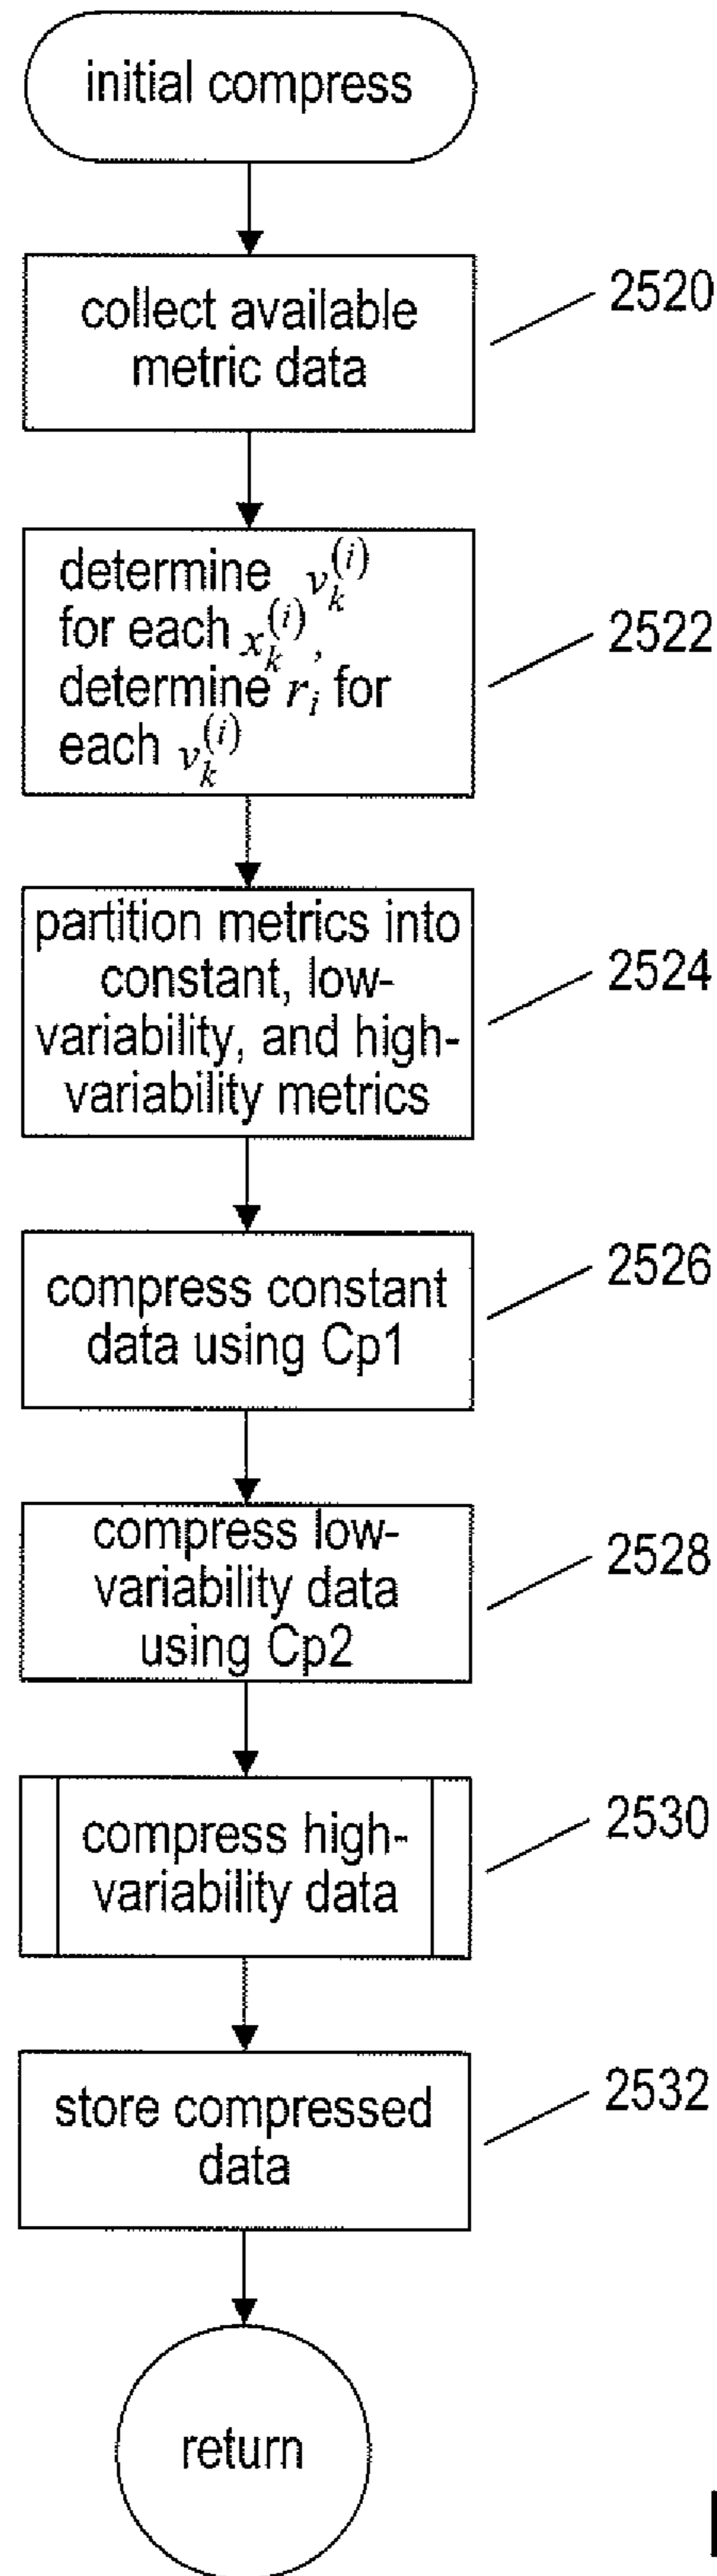 initial compress
collect available
metric data
2520
determine v_k^{(i)}
for each x_k^{(i)},
determine r_i for
each v_k^{(i)}
2522
partition metrics into
constant, low-
variability, and high-
variability metrics
2524
compress constant
data using Cp1
2526
compress low-
variability data
using Cp2
2528
compress high-
variability data
2530
store compressed
data
2532
return